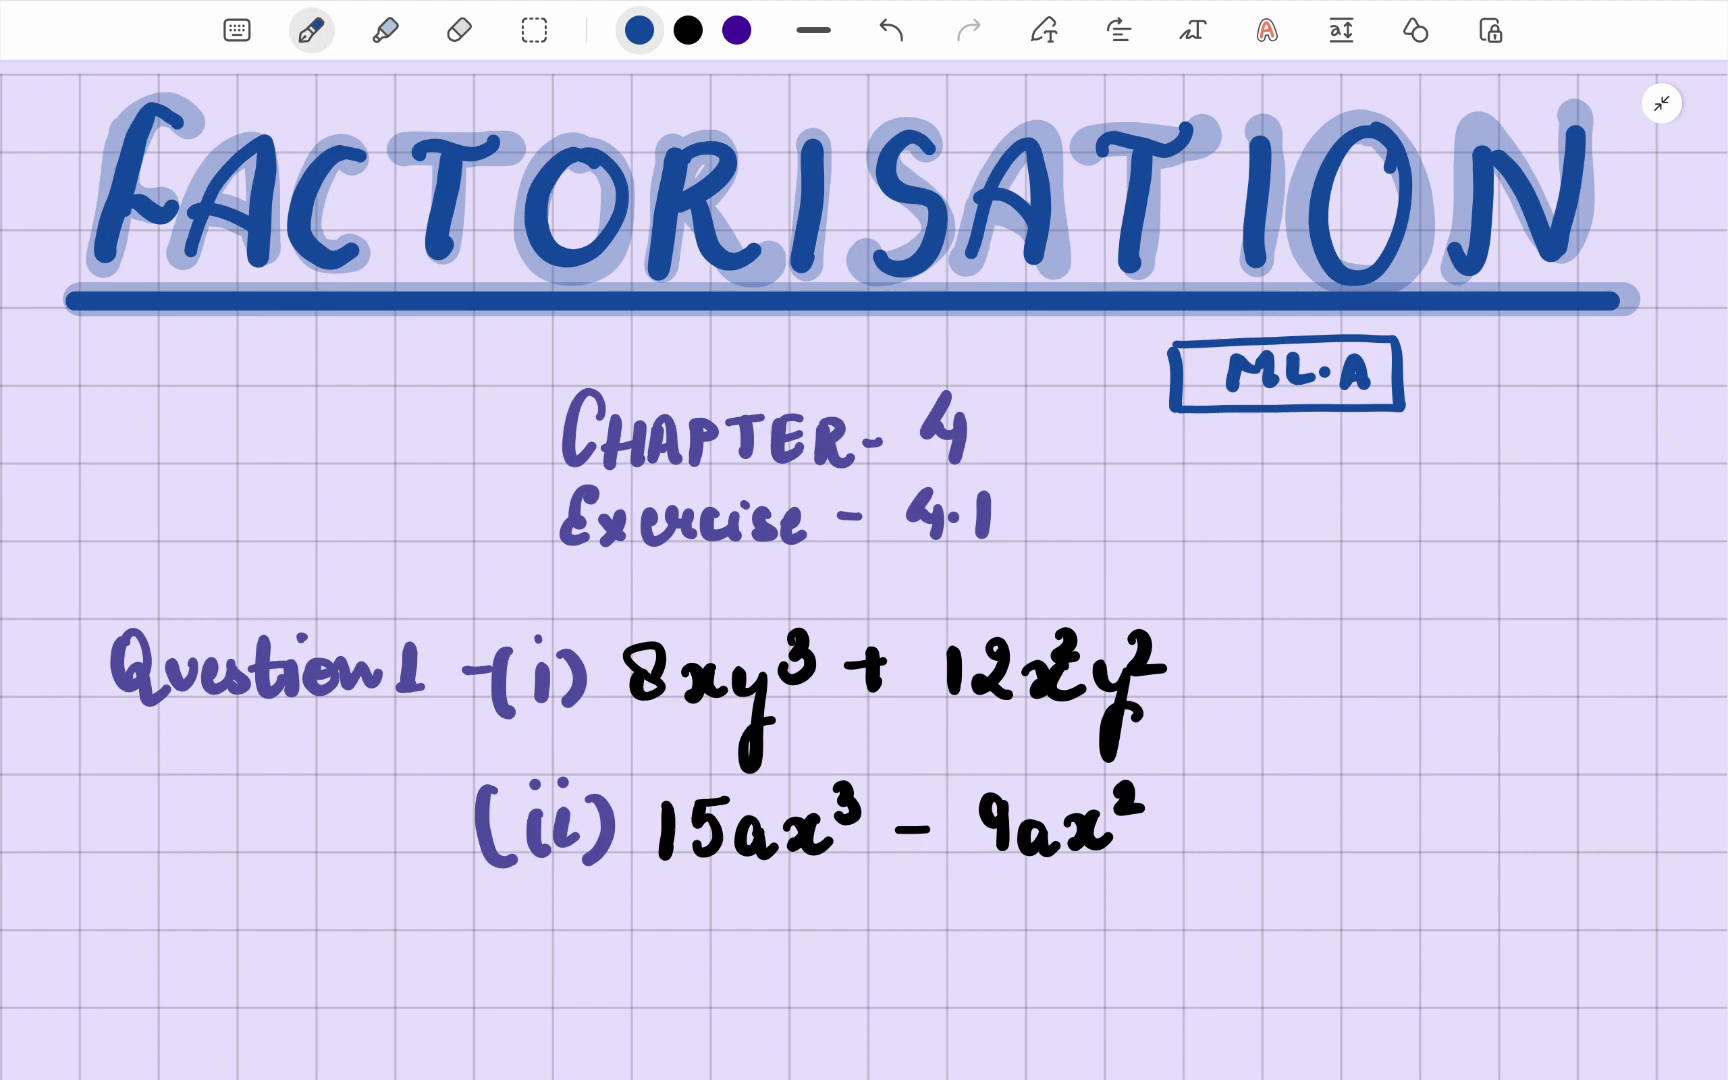 FACTORISATION
ML.A
CHAPTER - 4
Exercise - 4.1
Question 1 - (i) 8xy³ + 12x²y²
(ii) 15ax³ - 9ax²